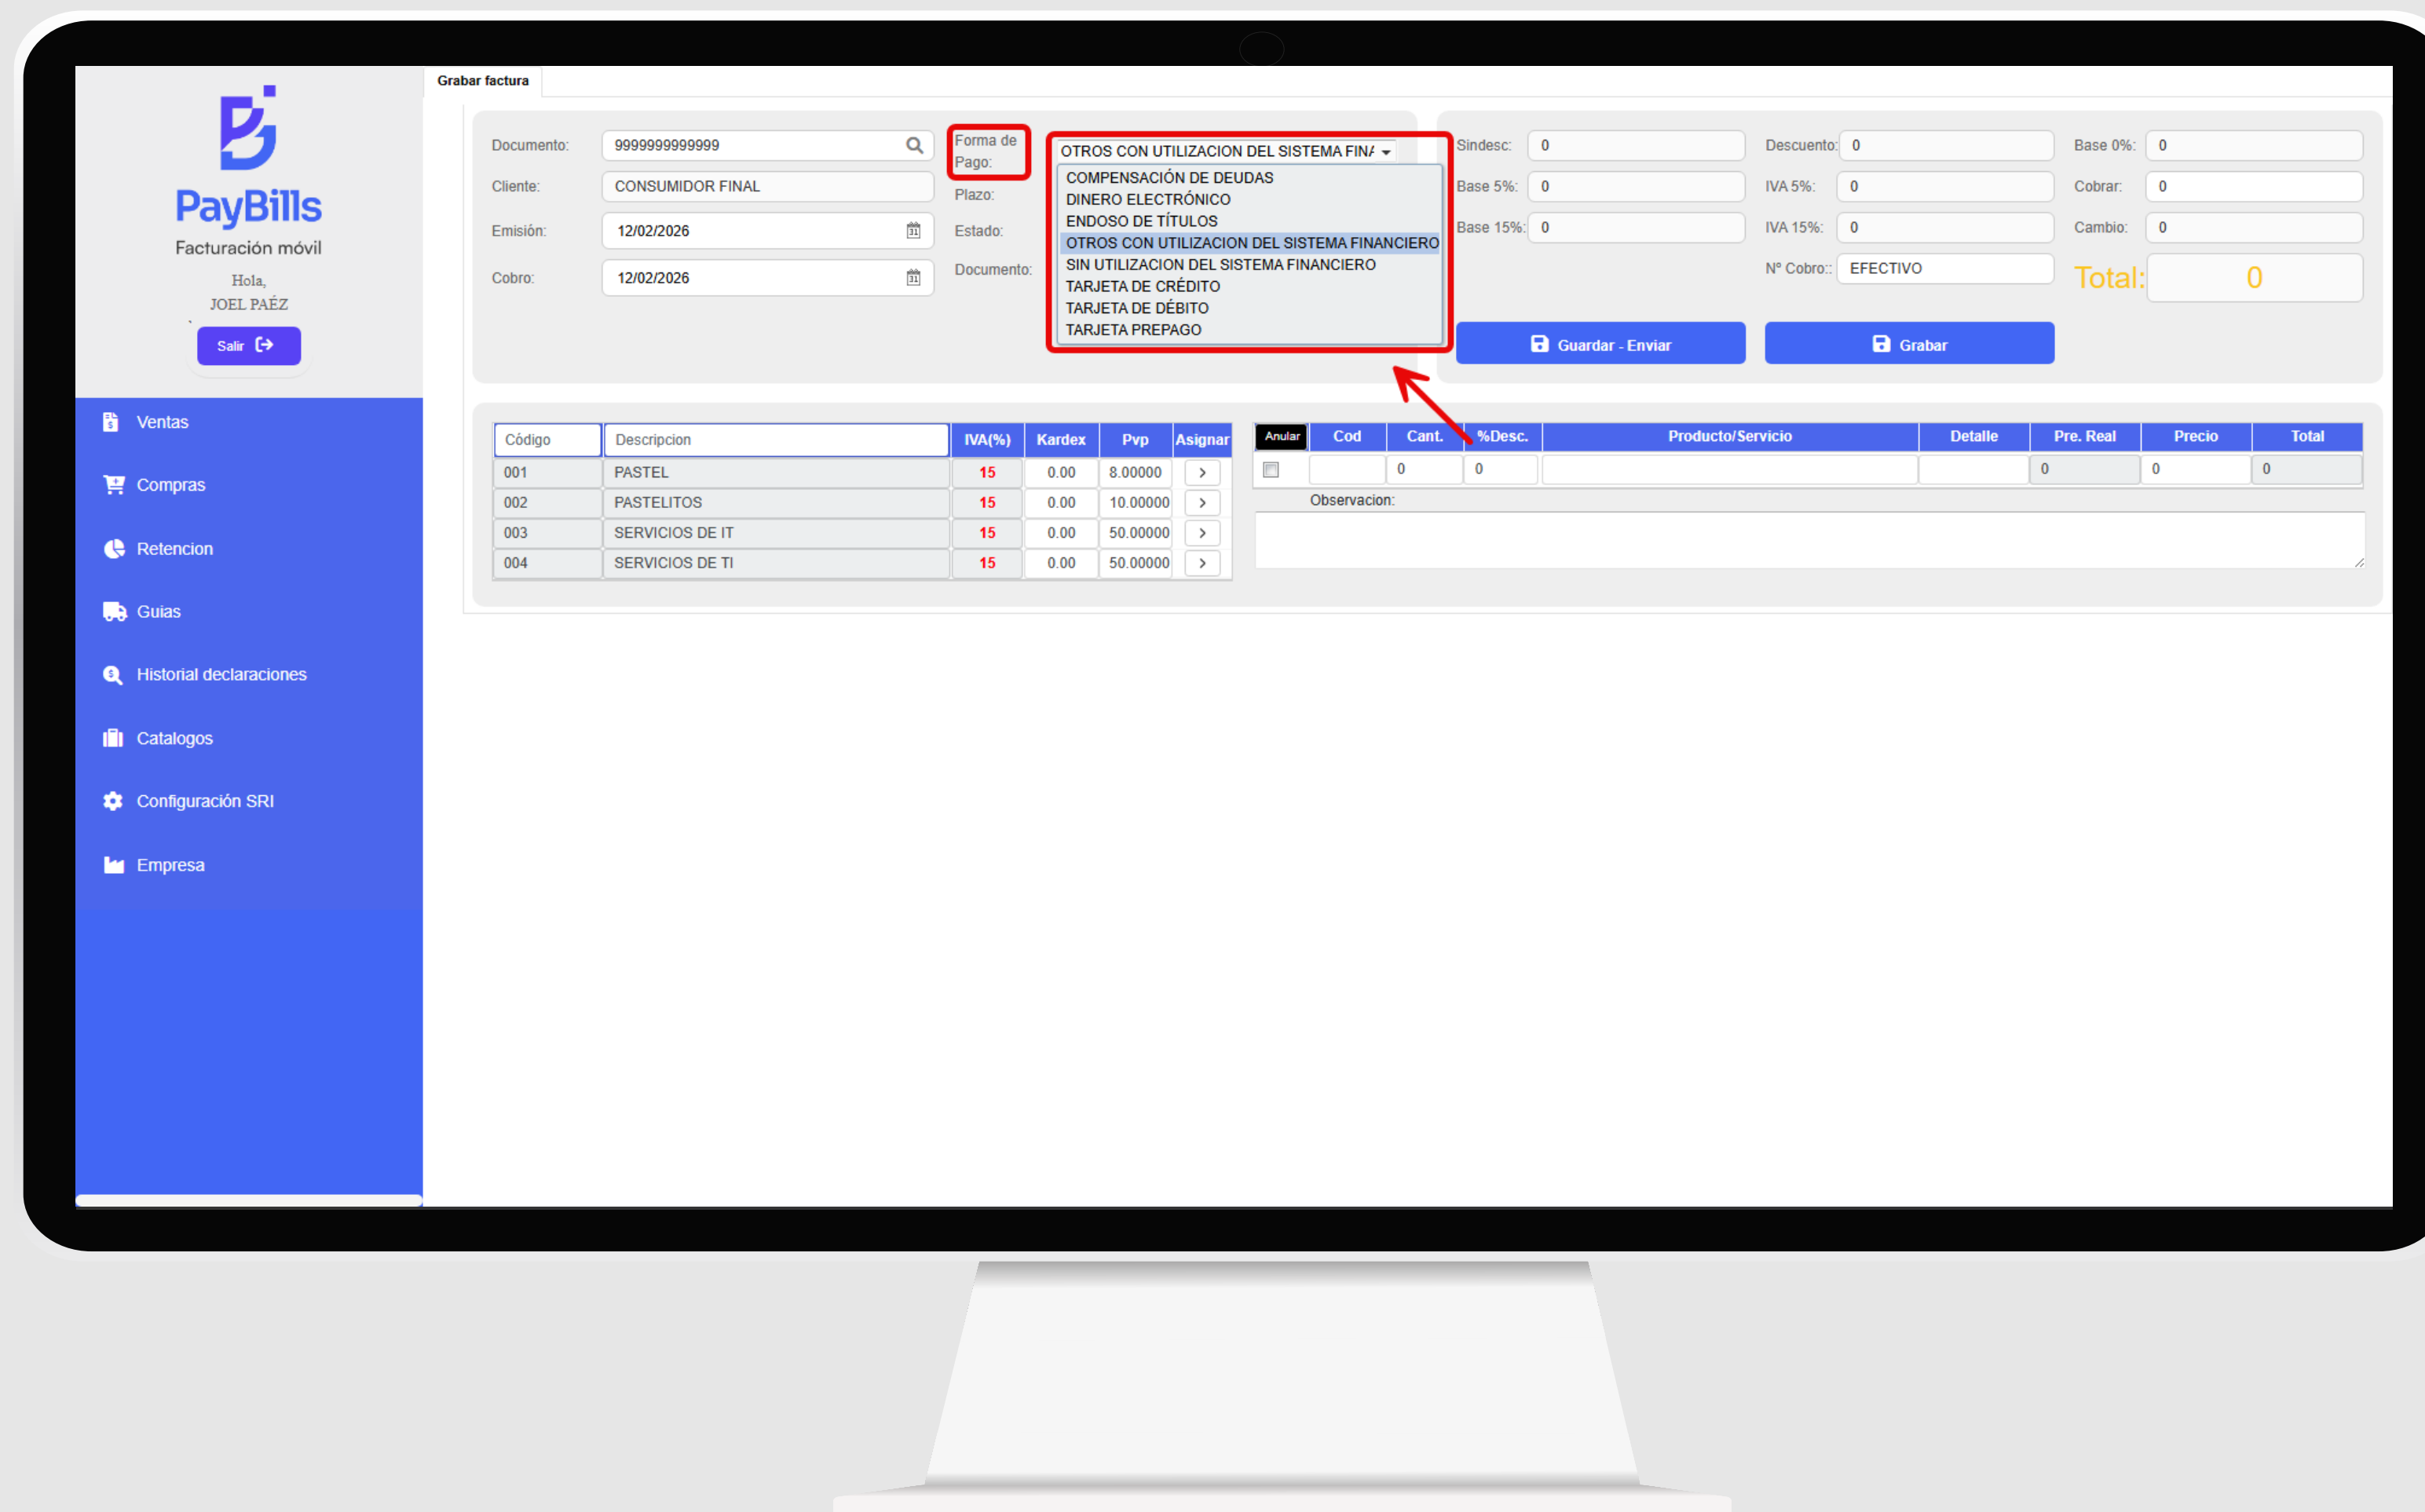 PayBills
Facturación móvil
Hola,
JOEL PAÉZ
Salir
Ventas
Compras
Retencion
Guias
Historial declaraciones
Catalogos
Configuración SRI
Empresa
Grabar factura
Documento: 9999999999999
Cliente: CONSUMIDOR FINAL
Emisión: 12/02/2026
Cobro: 12/02/2026
Forma de
Pago:
Plazo:
Estado:
Documento:
OTROS CON UTILIZACION DEL SISTEMA FIN
COMPENSACIÓN DE DEUDAS
DINERO ELECTRÓNICO
ENDOSO DE TÍTULOS
OTROS CON UTILIZACION DEL SISTEMA FINANCIERO
SIN UTILIZACION DEL SISTEMA FINANCIERO
TARJETA DE CRÉDITO
TARJETA DE DÉBITO
TARJETA PREPAGO
Sindesc: 0 Descuento: 0 Base 0%: 0
Base 5%: 0 IVA 5%: 0 Cobrar: 0
Base 15%: 0 IVA 15%: 0 Cambio: 0
Nº Cobro:: EFECTIVO Total: 0
Guardar - Enviar Grabar
Código Descripcion IVA(%) Kardex Pvp Asignar
001 PASTEL 15 0.00 8.00000 >
002 PASTELITOS 15 0.00 10.00000 >
003 SERVICIOS DE IT 15 0.00 50.00000 >
004 SERVICIOS DE TI 15 0.00 50.00000 >
Anular Cod Cant. %Desc. Producto/Servicio Detalle Pre. Real Precio Total
0 0 0 0 0
Observacion: